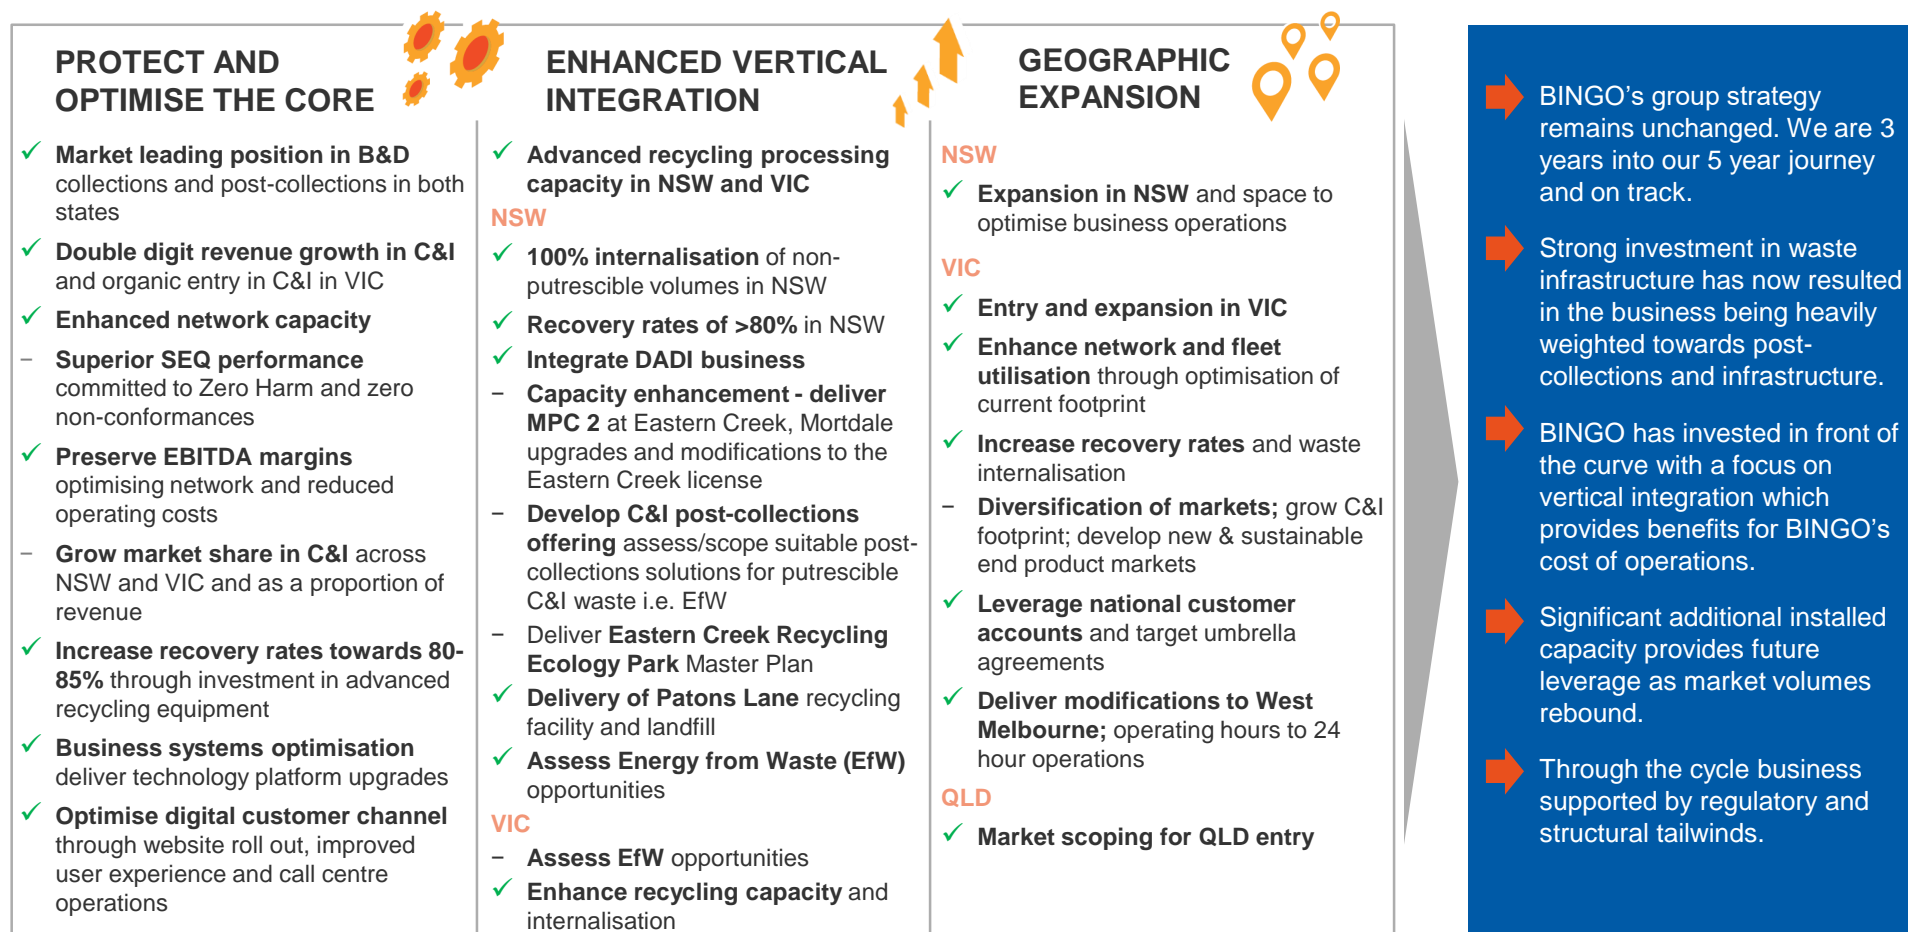 PROTECT AND
OPTIMISE THE CORE
✓ Market leading position in B&D
collections and post-collections in both
states
✓ Double digit revenue growth in C&I
and organic entry in C&I in VIC
✓ Enhanced network capacity
– Superior SEQ performance
committed to Zero Harm and zero
non-conformances
✓ Preserve EBITDA margins
optimising network and reduced
operating costs
– Grow market share in C&I across
NSW and VIC and as a proportion of
revenue
✓ Increase recovery rates towards 80-
85% through investment in advanced
recycling equipment
✓ Business systems optimisation
deliver technology platform upgrades
✓ Optimise digital customer channel
through website roll out, improved
user experience and call centre
operations
ENHANCED VERTICAL
INTEGRATION
✓ Advanced recycling processing
capacity in NSW and VIC
NSW
✓ 100% internalisation of non-
putrescible volumes in NSW
✓ Recovery rates of >80% in NSW
✓ Integrate DADI business
– Capacity enhancement - deliver
MPC 2 at Eastern Creek, Mortdale
upgrades and modifications to the
Eastern Creek license
– Develop C&I post-collections
offering assess/scope suitable post-
collections solutions for putrescible
C&I waste i.e. EfW
– Deliver Eastern Creek Recycling
Ecology Park Master Plan
✓ Delivery of Patons Lane recycling
facility and landfill
✓ Assess Energy from Waste (EfW)
opportunities
VIC
– Assess EfW opportunities
✓ Enhance recycling capacity and
internalisation
GEOGRAPHIC
EXPANSION
NSW
✓ Expansion in NSW and space to
optimise business operations
VIC
✓ Entry and expansion in VIC
✓ Enhance network and fleet
utilisation through optimisation of
current footprint
✓ Increase recovery rates and waste
internalisation
– Diversification of markets; grow C&I
footprint; develop new & sustainable
end product markets
✓ Leverage national customer
accounts and target umbrella
agreements
✓ Deliver modifications to West
Melbourne; operating hours to 24
hour operations
QLD
✓ Market scoping for QLD entry
BINGO's group strategy
remains unchanged. We are 3
years into our 5 year journey
and on track.
Strong investment in waste
infrastructure has now resulted
in the business being heavily
weighted towards post-
collections and infrastructure.
BINGO has invested in front of
the curve with a focus on
vertical integration which
provides benefits for BINGO's
cost of operations.
Significant additional installed
capacity provides future
leverage as market volumes
rebound.
Through the cycle business
supported by regulatory and
structural tailwinds.